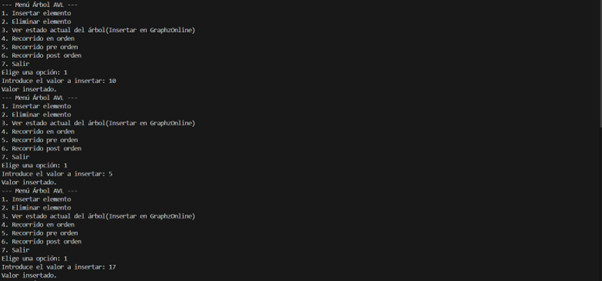 --- Menú Árbol AVL ---
1. Insertar elemento
2. Eliminar elemento
3. Ver estado actual del árbol(Insertar en GraphzOnline)
4. Recorrido en orden
5. Recorrido pre orden
6. Recorrido post orden
7. Salir
Elige una opción: 1
Introduce el valor a insertar: 10
Valor insertado.
--- Menú Árbol AVL ---
1. Insertar elemento
2. Eliminar elemento
3. Ver estado actual del árbol(Insertar en GraphzOnline)
4. Recorrido en orden
5. Recorrido pre orden
6. Recorrido post orden
7. Salir
Elige una opción: 1
Introduce el valor a insertar: 5
Valor insertado.
--- Menú Árbol AVL ---
1. Insertar elemento
2. Eliminar elemento
3. Ver estado actual del árbol(Insertar en GraphzOnline)
4. Recorrido en orden
5. Recorrido pre orden
6. Recorrido post orden
7. Salir
Elige una opción: 1
Introduce el valor a insertar: 17
Valor insertado.